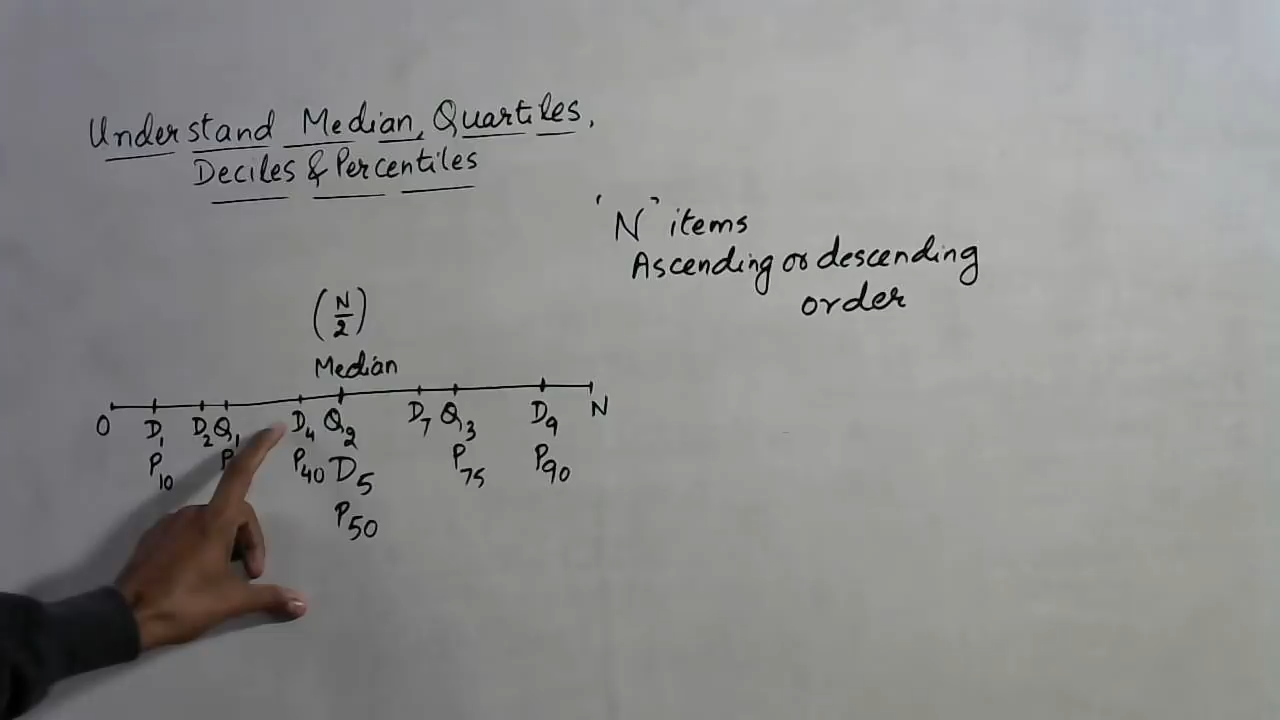 Understand Median, Quartiles,
Deciles & Percentiles
'N' items
Ascending or descending
order
(N/2)
Median
0 D1 D2 Q1 D4 Q2 D7 Q3 D9 N
P10 P40 D5 P75 P90
P50